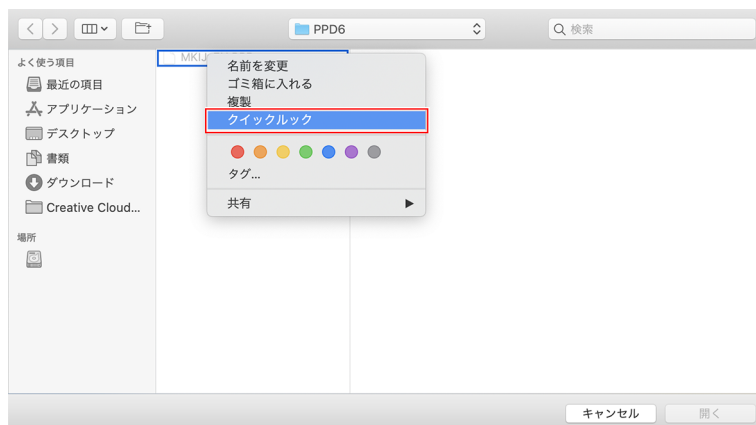 PPD6
検索
よく使う項目
最近の項目
アプリケーション
デスクトップ
書類
ダウンロード
Creative Cloud...
場所
名前を変更
ゴミ箱に入れる
複製
クイックルック
タグ...
共有
キャンセル
開く